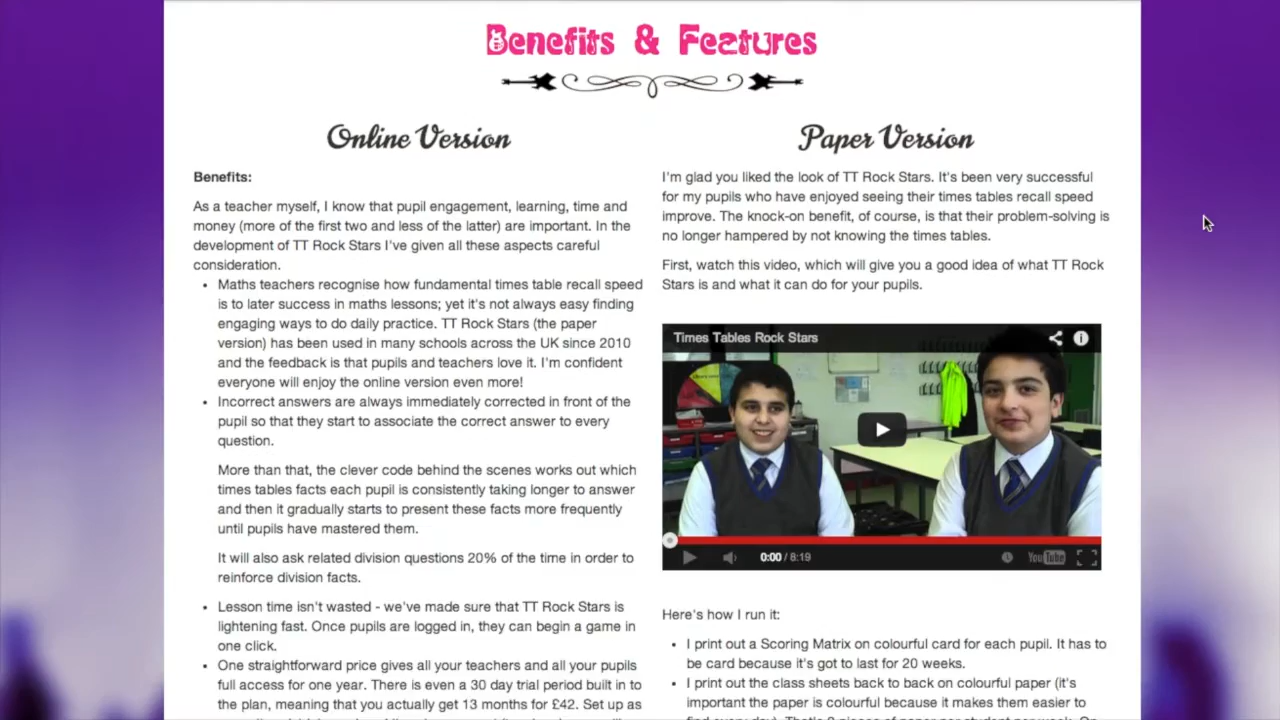 Benefits & Features
Online Version
Benefits:
As a teacher myself, I know that pupil engagement, learning, time and
money (more of the first two and less of the latter) are important. In the
development of TT Rock Stars I've given all these aspects careful
consideration.
• Maths teachers recognise how fundamental times table recall speed
is to later success in maths lessons; yet it's not always easy finding
engaging ways to do daily practice. TT Rock Stars (the paper
version) has been used in many schools across the UK since 2010
and the feedback is that pupils and teachers love it. I'm confident
everyone will enjoy the online version even more!
• Incorrect answers are always immediately corrected in front of the
pupil so that they start to associate the correct answer to every
question.
More than that, the clever code behind the scenes works out which
times tables facts each pupil is consistently taking longer to answer
and then it gradually starts to present these facts more frequently
until pupils have mastered them.
It will also ask related division questions 20% of the time in order to
reinforce division facts.
• Lesson time isn't wasted - we've made sure that TT Rock Stars is
lightening fast. Once pupils are logged in, they can begin a game in
one click.
• One straightforward price gives all your teachers and all your pupils
full access for one year. There is even a 30 day trial period built in to
the plan, meaning that you actually get 13 months for £42. Set up as
Paper Version
I'm glad you liked the look of TT Rock Stars. It's been very successful
for my pupils who have enjoyed seeing their times tables recall speed
improve. The knock-on benefit, of course, is that their problem-solving is
no longer hampered by not knowing the times tables.
First, watch this video, which will give you a good idea of what TT Rock
Stars is and what it can do for your pupils.
Times Tables Rock Stars
0:00 / 8:19
YouTube
Here's how I run it:
• I print out a Scoring Matrix on colourful card for each pupil. It has to
be card because it's got to last for 20 weeks.
• I print out the class sheets back to back on colourful paper (it's
important the paper is colourful because it makes them easier to